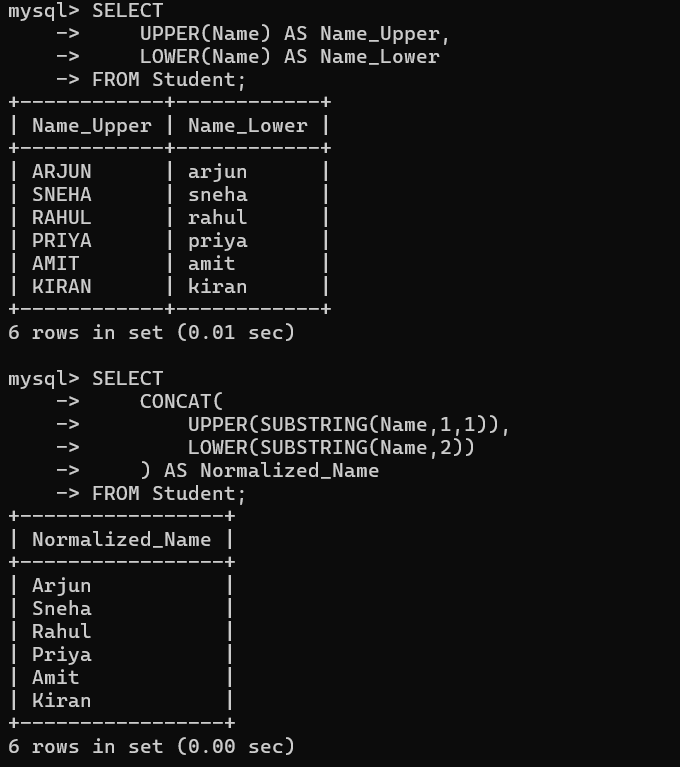 mysql> SELECT
    ->     UPPER(Name) AS Name_Upper,
    ->     LOWER(Name) AS Name_Lower
    -> FROM Student;
+------------+------------+
| Name_Upper | Name_Lower |
+------------+------------+
| ARJUN      | arjun      |
| SNEHA      | sneha      |
| RAHUL      | rahul      |
| PRIYA      | priya      |
| AMIT       | amit       |
| KIRAN      | kiran      |
+------------+------------+
6 rows in set (0.01 sec)

mysql> SELECT
    ->     CONCAT(
    ->         UPPER(SUBSTRING(Name,1,1)),
    ->         LOWER(SUBSTRING(Name,2))
    ->     ) AS Normalized_Name
    -> FROM Student;
+-----------------+
| Normalized_Name |
+-----------------+
| Arjun           |
| Sneha           |
| Rahul           |
| Priya           |
| Amit            |
| Kiran           |
+-----------------+
6 rows in set (0.00 sec)